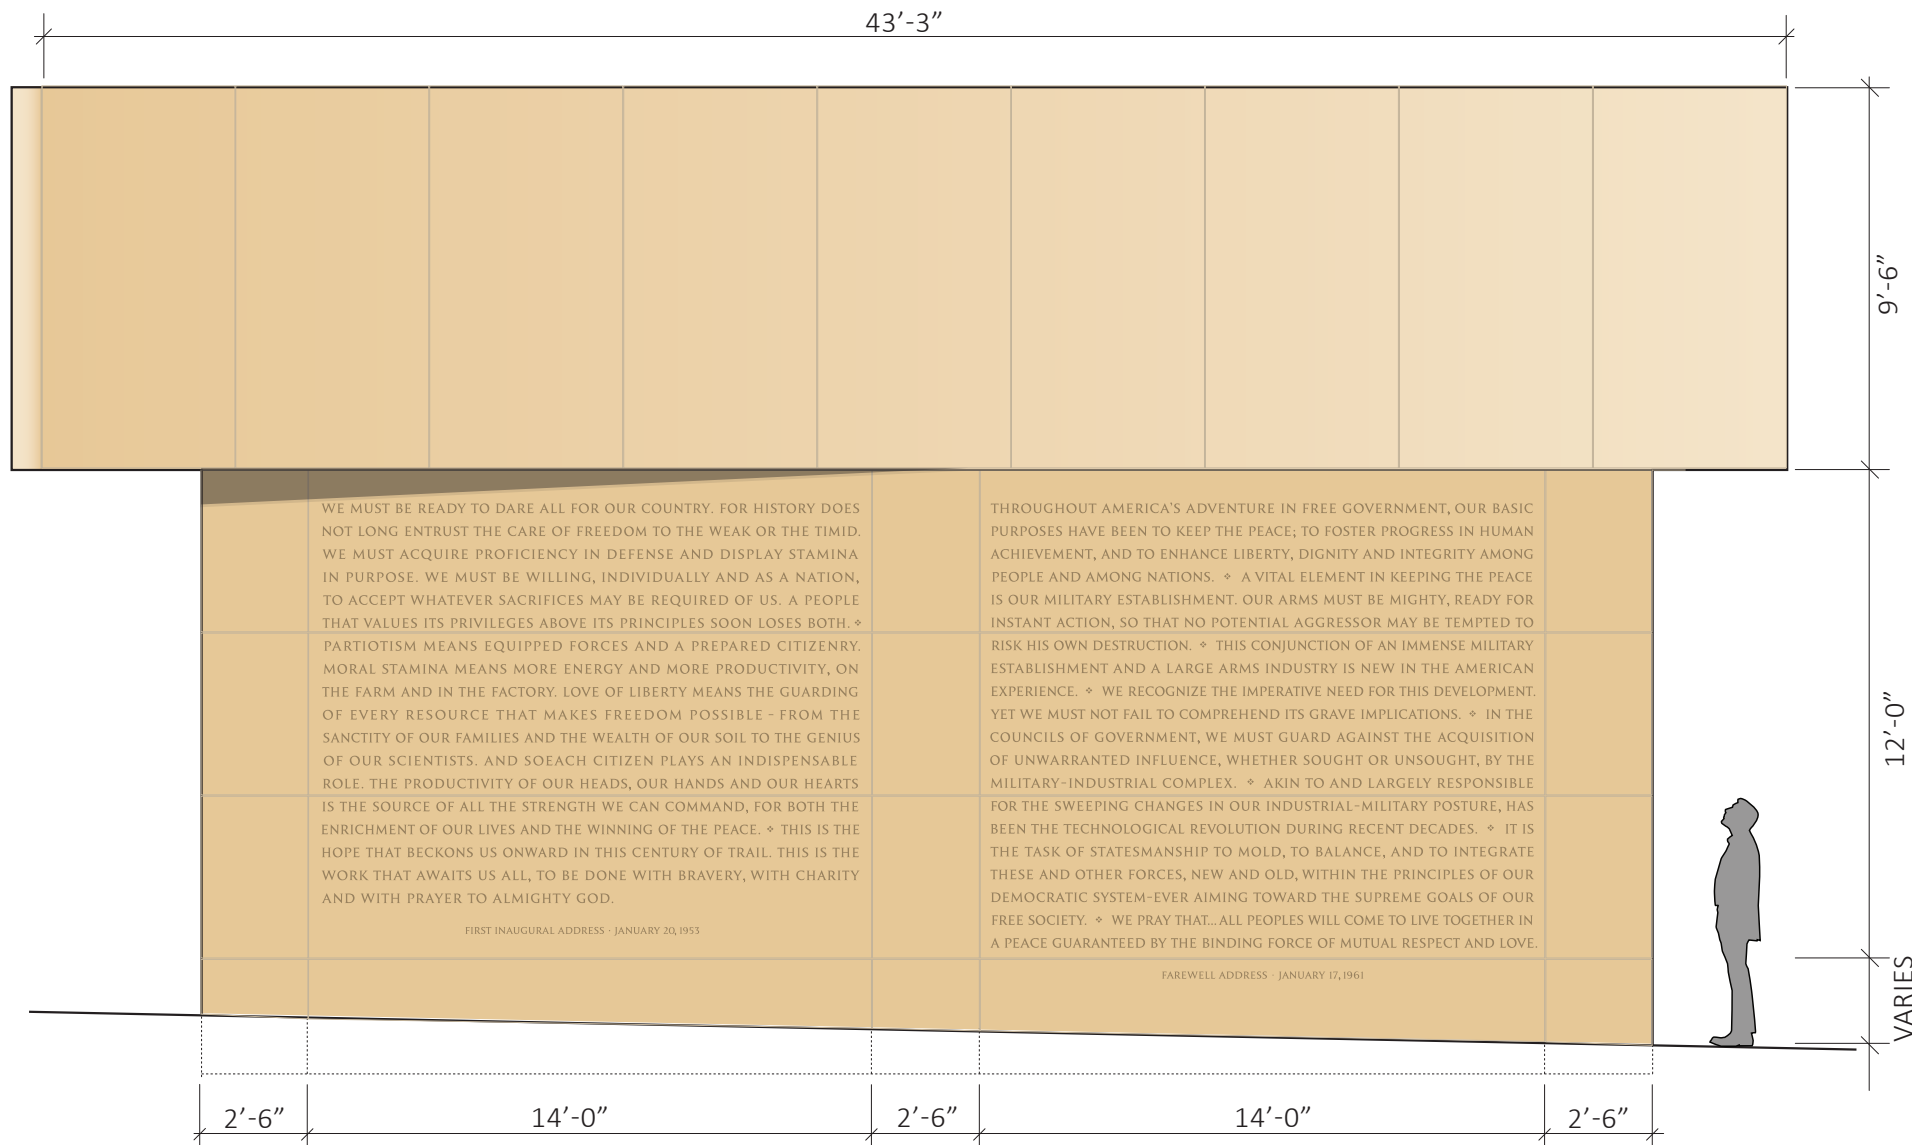 43’-3”
9’-6”
WE MUST BE READY TO DARE ALL FOR OUR COUNTRY. FOR HISTORY DOES
NOT LONG ENTRUST THE CARE OF FREEDOM TO THE WEAK OR THE TIMID.
WE MUST ACQUIRE PROFICIENCY IN DEFENSE AND DISPLAY STAMINA
IN PURPOSE. WE MUST BE WILLING, INDIVIDUALLY AND AS A NATION,
TO ACCEPT WHATEVER SACRIFICES MAY BE REQUIRED OF US. A PEOPLE
THAT VALUES ITS PRIVILEGES ABOVE ITS PRINCIPLES SOON LOSES BOTH. ❖
PARTIOTISM MEANS EQUIPPED FORCES AND A PREPARED CITIZENRY.
MORAL STAMINA MEANS MORE ENERGY AND MORE PRODUCTIVITY, ON
THE FARM AND IN THE FACTORY. LOVE OF LIBERTY MEANS THE GUARDING
OF EVERY RESOURCE THAT MAKES FREEDOM POSSIBLE - FROM THE
SANCTITY OF OUR FAMILIES AND THE WEALTH OF OUR SOIL TO THE GENIUS
OF OUR SCIENTISTS. AND SOEACH CITIZEN PLAYS AN INDISPENSABLE
ROLE. THE PRODUCTIVITY OF OUR HEADS, OUR HANDS AND OUR HEARTS
IS THE SOURCE OF ALL THE STRENGTH WE CAN COMMAND, FOR BOTH THE
ENRICHMENT OF OUR LIVES AND THE WINNING OF THE PEACE. ❖ THIS IS THE
HOPE THAT BECKONS US ONWARD IN THIS CENTURY OF TRAIL. THIS IS THE
WORK THAT AWAITS US ALL, TO BE DONE WITH BRAVERY, WITH CHARITY
AND WITH PRAYER TO ALMIGHTY GOD.
FIRST INAUGURAL ADDRESS · JANUARY 20, 1953
THROUGHOUT AMERICA'S ADVENTURE IN FREE GOVERNMENT, OUR BASIC
PURPOSES HAVE BEEN TO KEEP THE PEACE; TO FOSTER PROGRESS IN HUMAN
ACHIEVEMENT, AND TO ENHANCE LIBERTY, DIGNITY AND INTEGRITY AMONG
PEOPLE AND AMONG NATIONS. ❖ A VITAL ELEMENT IN KEEPING THE PEACE
IS OUR MILITARY ESTABLISHMENT. OUR ARMS MUST BE MIGHTY, READY FOR
INSTANT ACTION, SO THAT NO POTENTIAL AGGRESSOR MAY BE TEMPTED TO
RISK HIS OWN DESTRUCTION. ❖ THIS CONJUNCTION OF AN IMMENSE MILITARY
ESTABLISHMENT AND A LARGE ARMS INDUSTRY IS NEW IN THE AMERICAN
EXPERIENCE. ❖ WE RECOGNIZE THE IMPERATIVE NEED FOR THIS DEVELOPMENT.
YET WE MUST NOT FAIL TO COMPREHEND ITS GRAVE IMPLICATIONS. ❖ IN THE
COUNCILS OF GOVERNMENT, WE MUST GUARD AGAINST THE ACQUISITION
OF UNWARRANTED INFLUENCE, WHETHER SOUGHT OR UNSOUGHT, BY THE
MILITARY-INDUSTRIAL COMPLEX. ❖ AKIN TO AND LARGELY RESPONSIBLE
FOR THE SWEEPING CHANGES IN OUR INDUSTRIAL-MILITARY POSTURE, HAS
BEEN THE TECHNOLOGICAL REVOLUTION DURING RECENT DECADES. ❖ IT IS
THE TASK OF STATESMANSHIP TO MOLD, TO BALANCE, AND TO INTEGRATE
THESE AND OTHER FORCES, NEW AND OLD, WITHIN THE PRINCIPLES OF OUR
DEMOCRATIC SYSTEM-EVER AIMING TOWARD THE SUPREME GOALS OF OUR
FREE SOCIETY. ❖ WE PRAY THAT... ALL PEOPLES WILL COME TO LIVE TOGETHER IN
A PEACE GUARANTEED BY THE BINDING FORCE OF MUTUAL RESPECT AND LOVE.
FAREWELL ADDRESS · JANUARY 17, 1961
12’-0”
VARIES
2’-6”
14’-0”
2’-6”
14’-0”
2’-6”